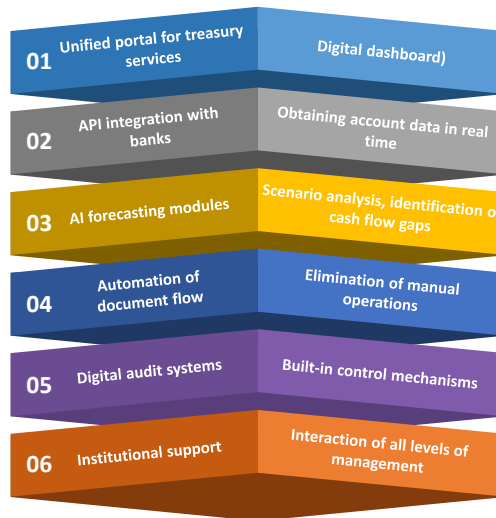 01
Unified portal for treasury
services
Digital dashboard)
02
API integration with
banks
Obtaining account data in real
time
03
AI forecasting modules
Scenario analysis, identification o
cash flow gaps
04
Automation of
document flow
Elimination of manual
operations
05
Digital audit systems
Built-in control mechanisms
06
Institutional support
Interaction of all levels of
management